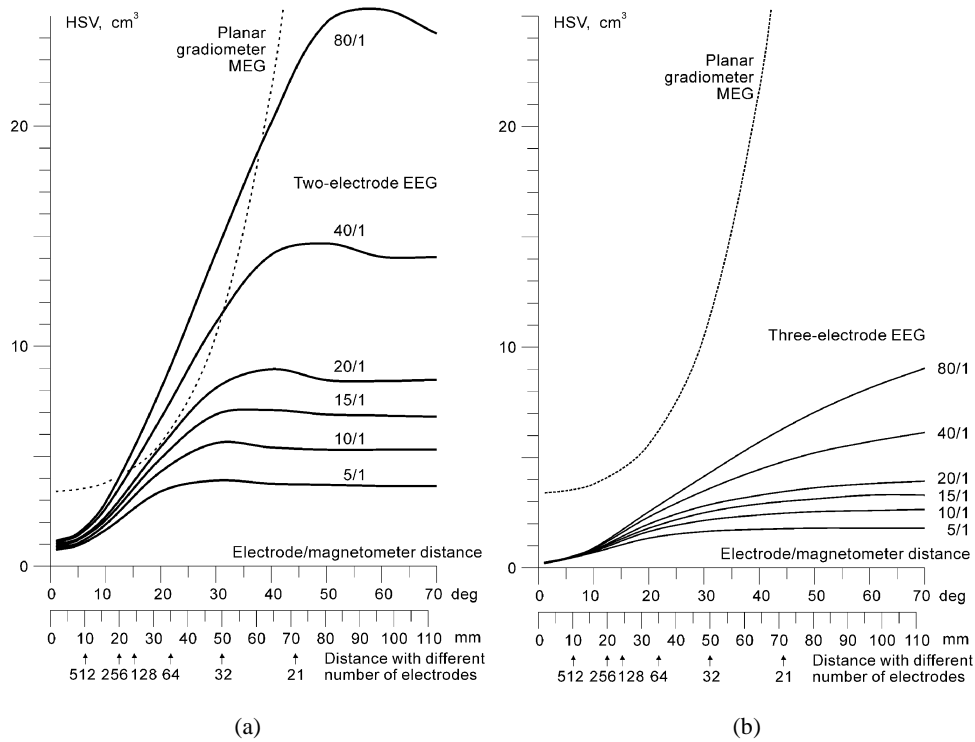 HSV, cm³
Planar
gradiometer
MEG
80/1
20
Two-electrode EEG
40/1
10
20/1
15/1
10/1
5/1
Electrode/magnetometer distance
0
0 10 20 30 40 50 60 70 deg
0 10 20 30 40 50 60 70 80 90 100 110 mm
512 256 128 64 32 21
Distance with different
number of electrodes
(a)
HSV, cm³
Planar
gradiometer
MEG
20
Three-electrode EEG
10
80/1
40/1
20/1
15/1
10/1
5/1
Electrode/magnetometer distance
0
0 10 20 30 40 50 60 70 deg
0 10 20 30 40 50 60 70 80 90 100 110 mm
512 256 128 64 32 21
Distance with different
number of electrodes
(b)